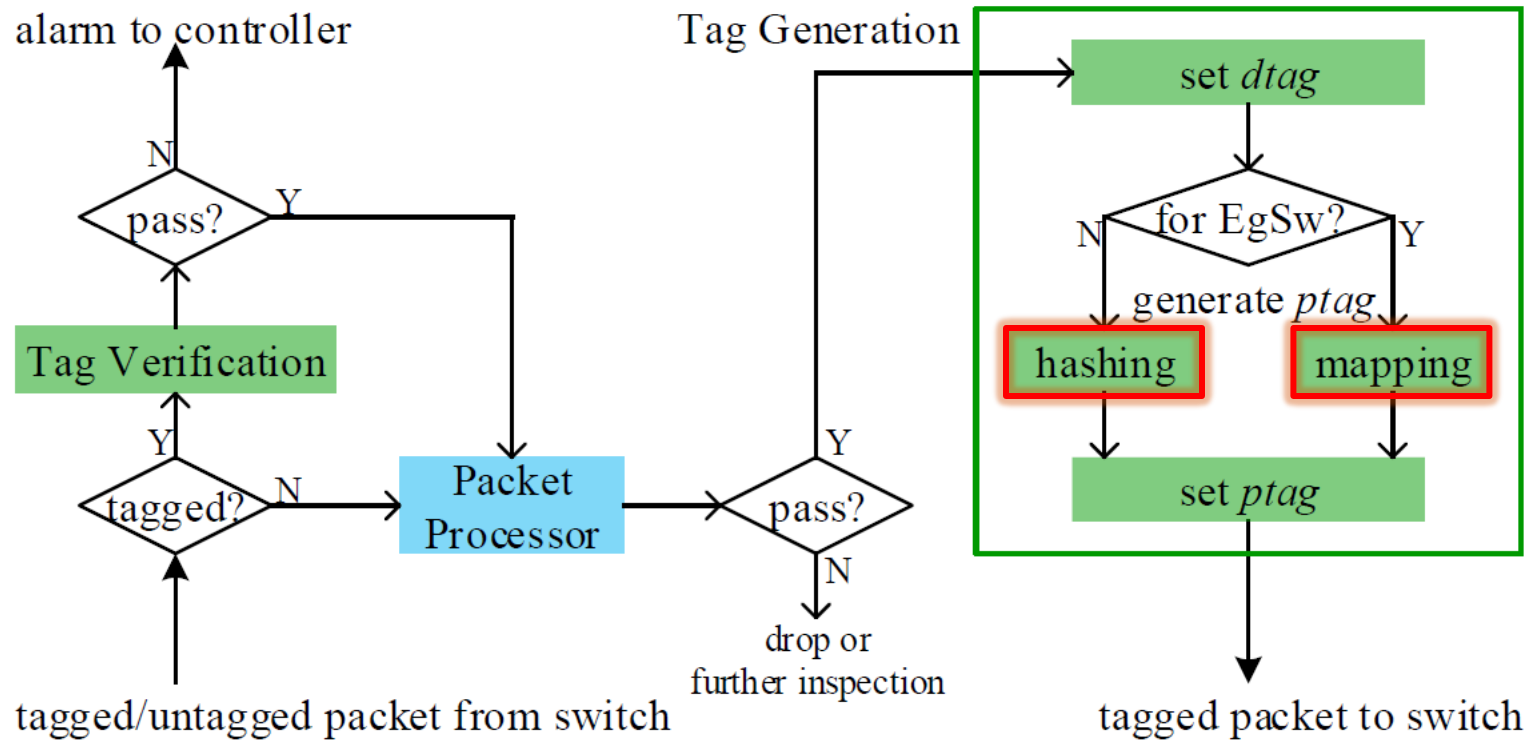 alarm to controller
Tag Generation
set dtag
N
pass?
Y
for EgSw?
N
Y
generate ptag
Tag Verification
hashing
mapping
Y
tagged?
N
Packet
Processor
Y
pass?
N
set ptag
drop or
further inspection
tagged/untagged packet from switch
tagged packet to switch